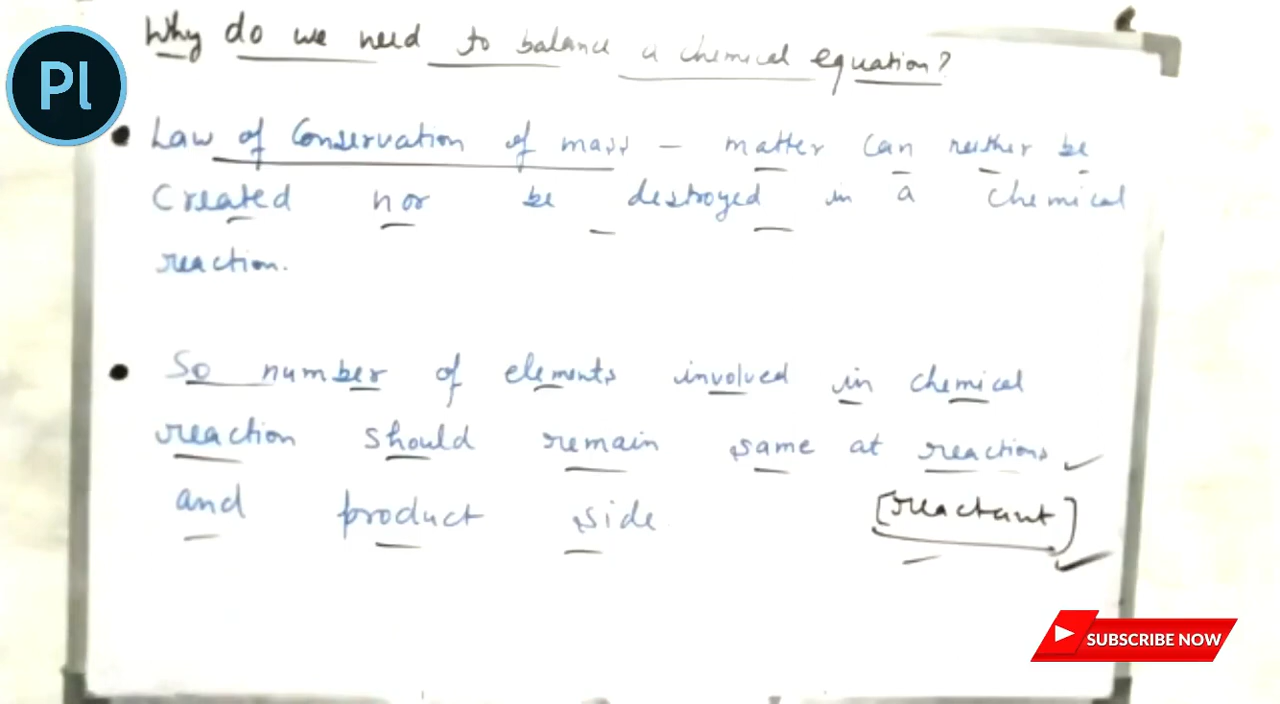 Pl
Why do we need to balance a chemical equation?
Law of Conservation of mass - matter can neither be
Created nor be destroyed in a chemical
reaction.
So number of elements involved in chemical
reaction should remain same at reactions
and product side [reactant]
SUBSCRIBE NOW